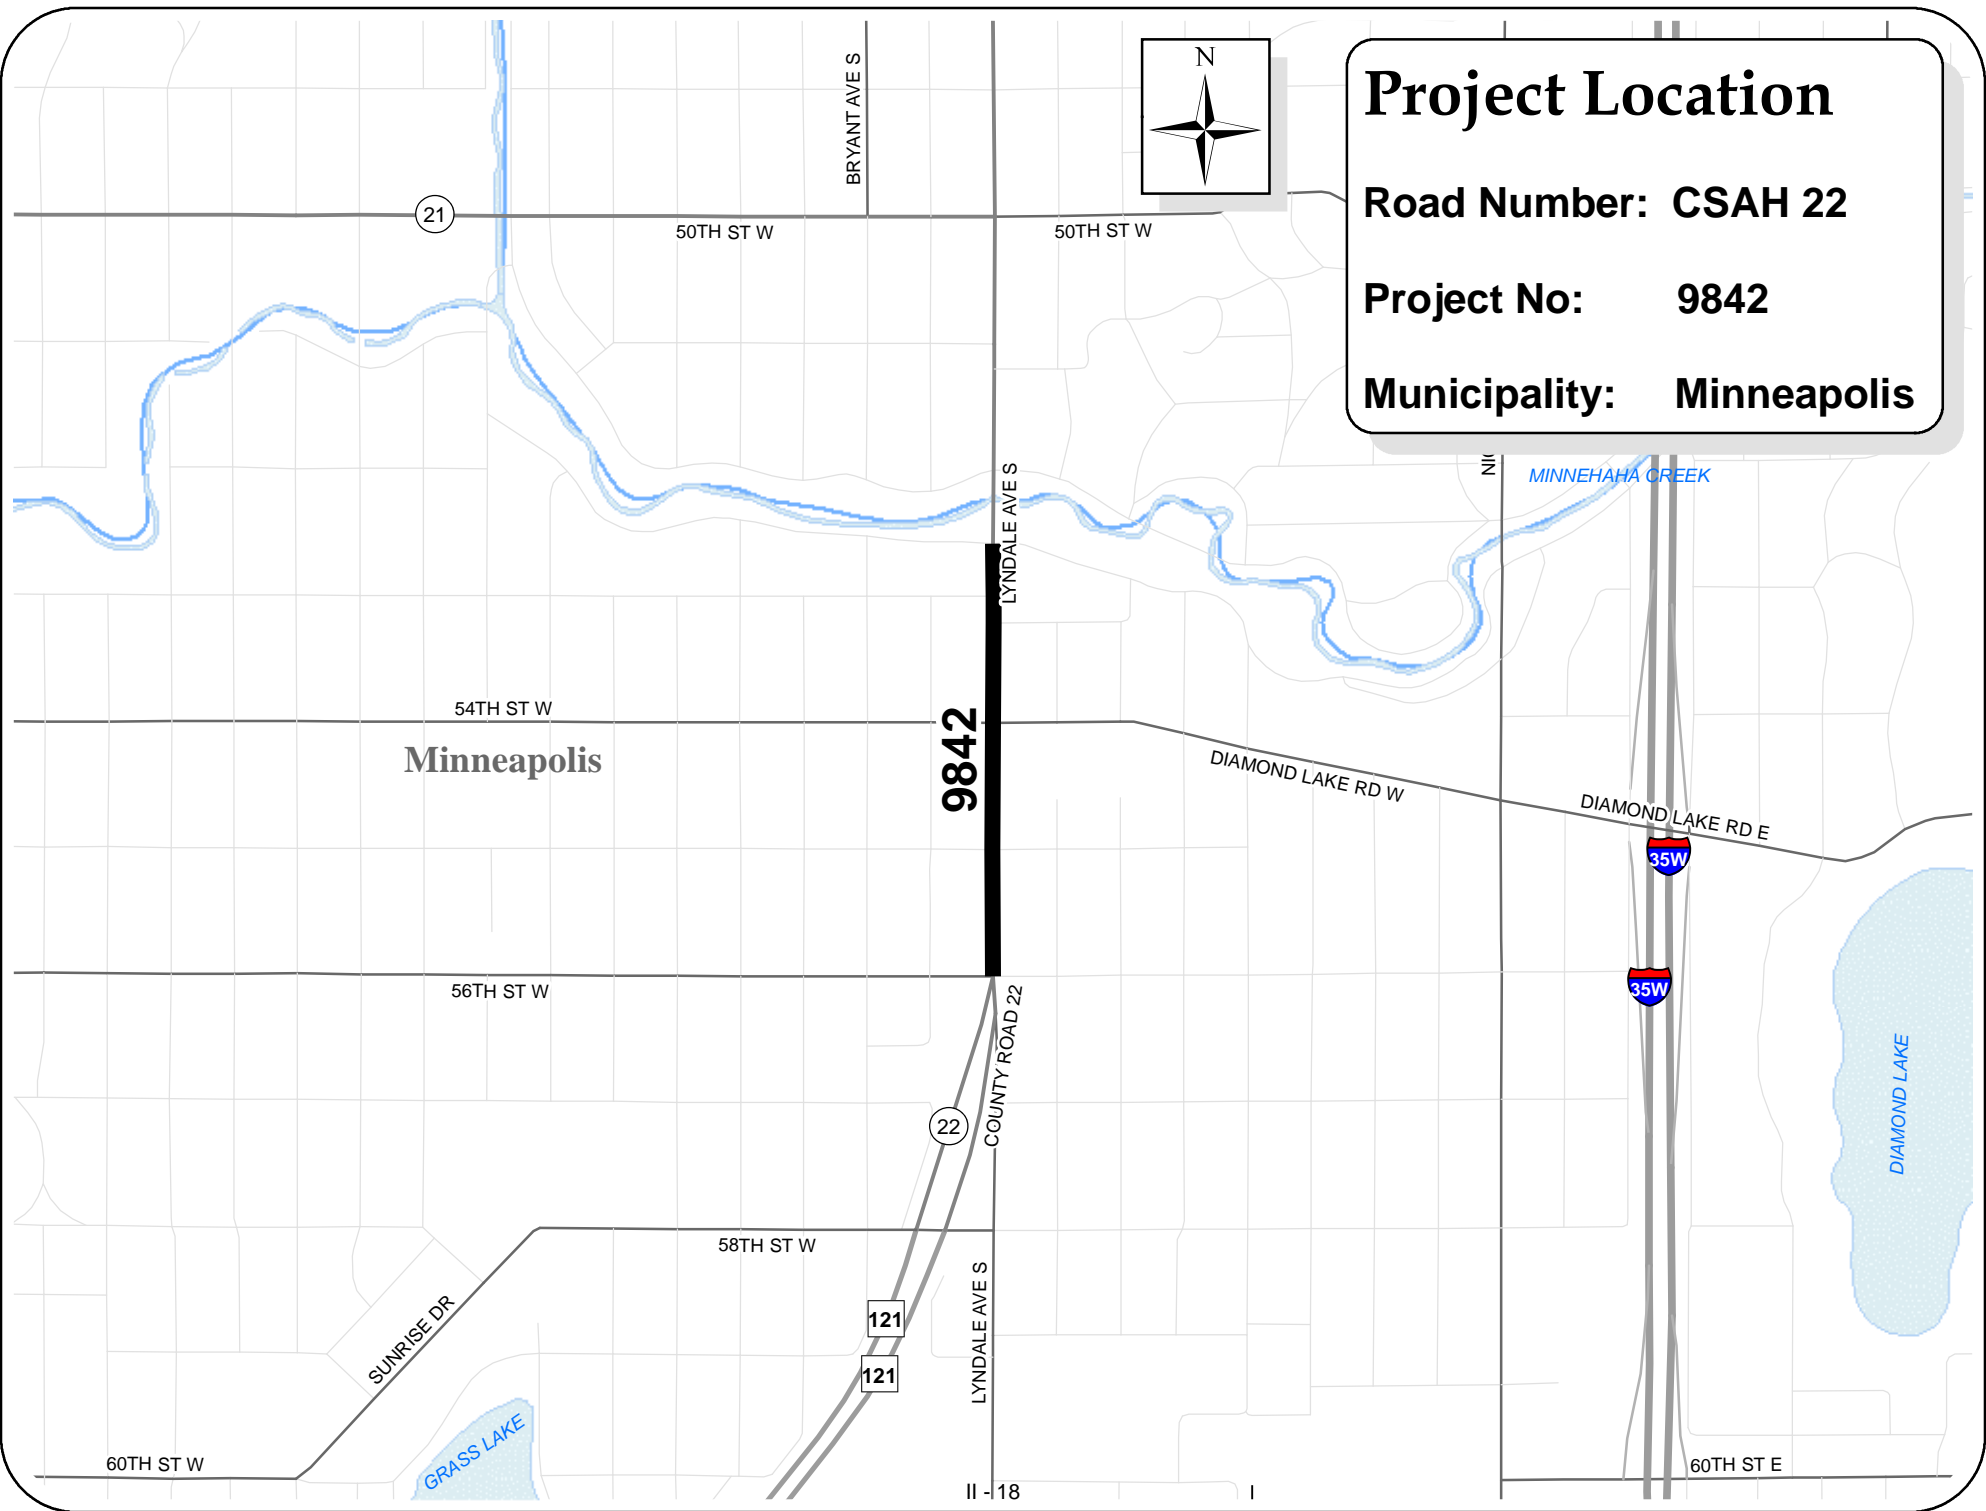 N
Project Location
Road Number: CSAH 22
Project No: 9842
Municipality: Minneapolis
BRYANT AVE S
21
50TH ST W
50TH ST W
LYNDALE AVE S
NIC
MINNEHAHA CREEK
54TH ST W
Minneapolis
9842
DIAMOND LAKE RD W
DIAMOND LAKE RD E
35W
35W
56TH ST W
COUNTY ROAD 22
22
DIAMOND LAKE
58TH ST W
SUNRISE DR
121
121
LYNDALE AVE S
GRASS LAKE
60TH ST W
60TH ST E
II - 18
I